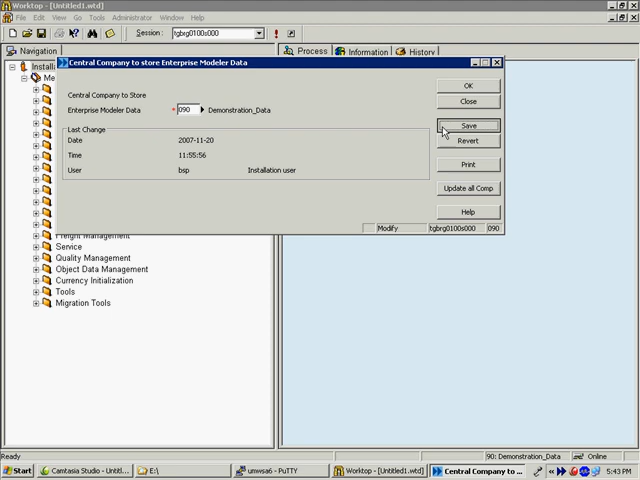 Worktop - [Untitled1.wtd]
File Edit View Go Tools Administrator Window Help
Session: tgbrg0100s000
Navigation
Process Information History
Central Company to store Enterprise Modeler Data
Central Company to Store
Enterprise Modeler Data * 090 Demonstration_Data
Last Change
Date 2007-11-20
Time 11:55:56
User bsp Installation user
OK
Close
Save
Revert
Print
Update all Comp
Help
Modify tgbrg0100s000 090
Installa
Me
Freight Management
Service
Quality Management
Object Data Management
Currency Initialization
Tools
Migration Tools
Ready 90: Demonstration_Data Online
Start Camtasia Studio - Untitl... E:\ umwsa6 - PuTTY Worktop - [Untitled1.wtd] Central Company to ... 5:43 PM